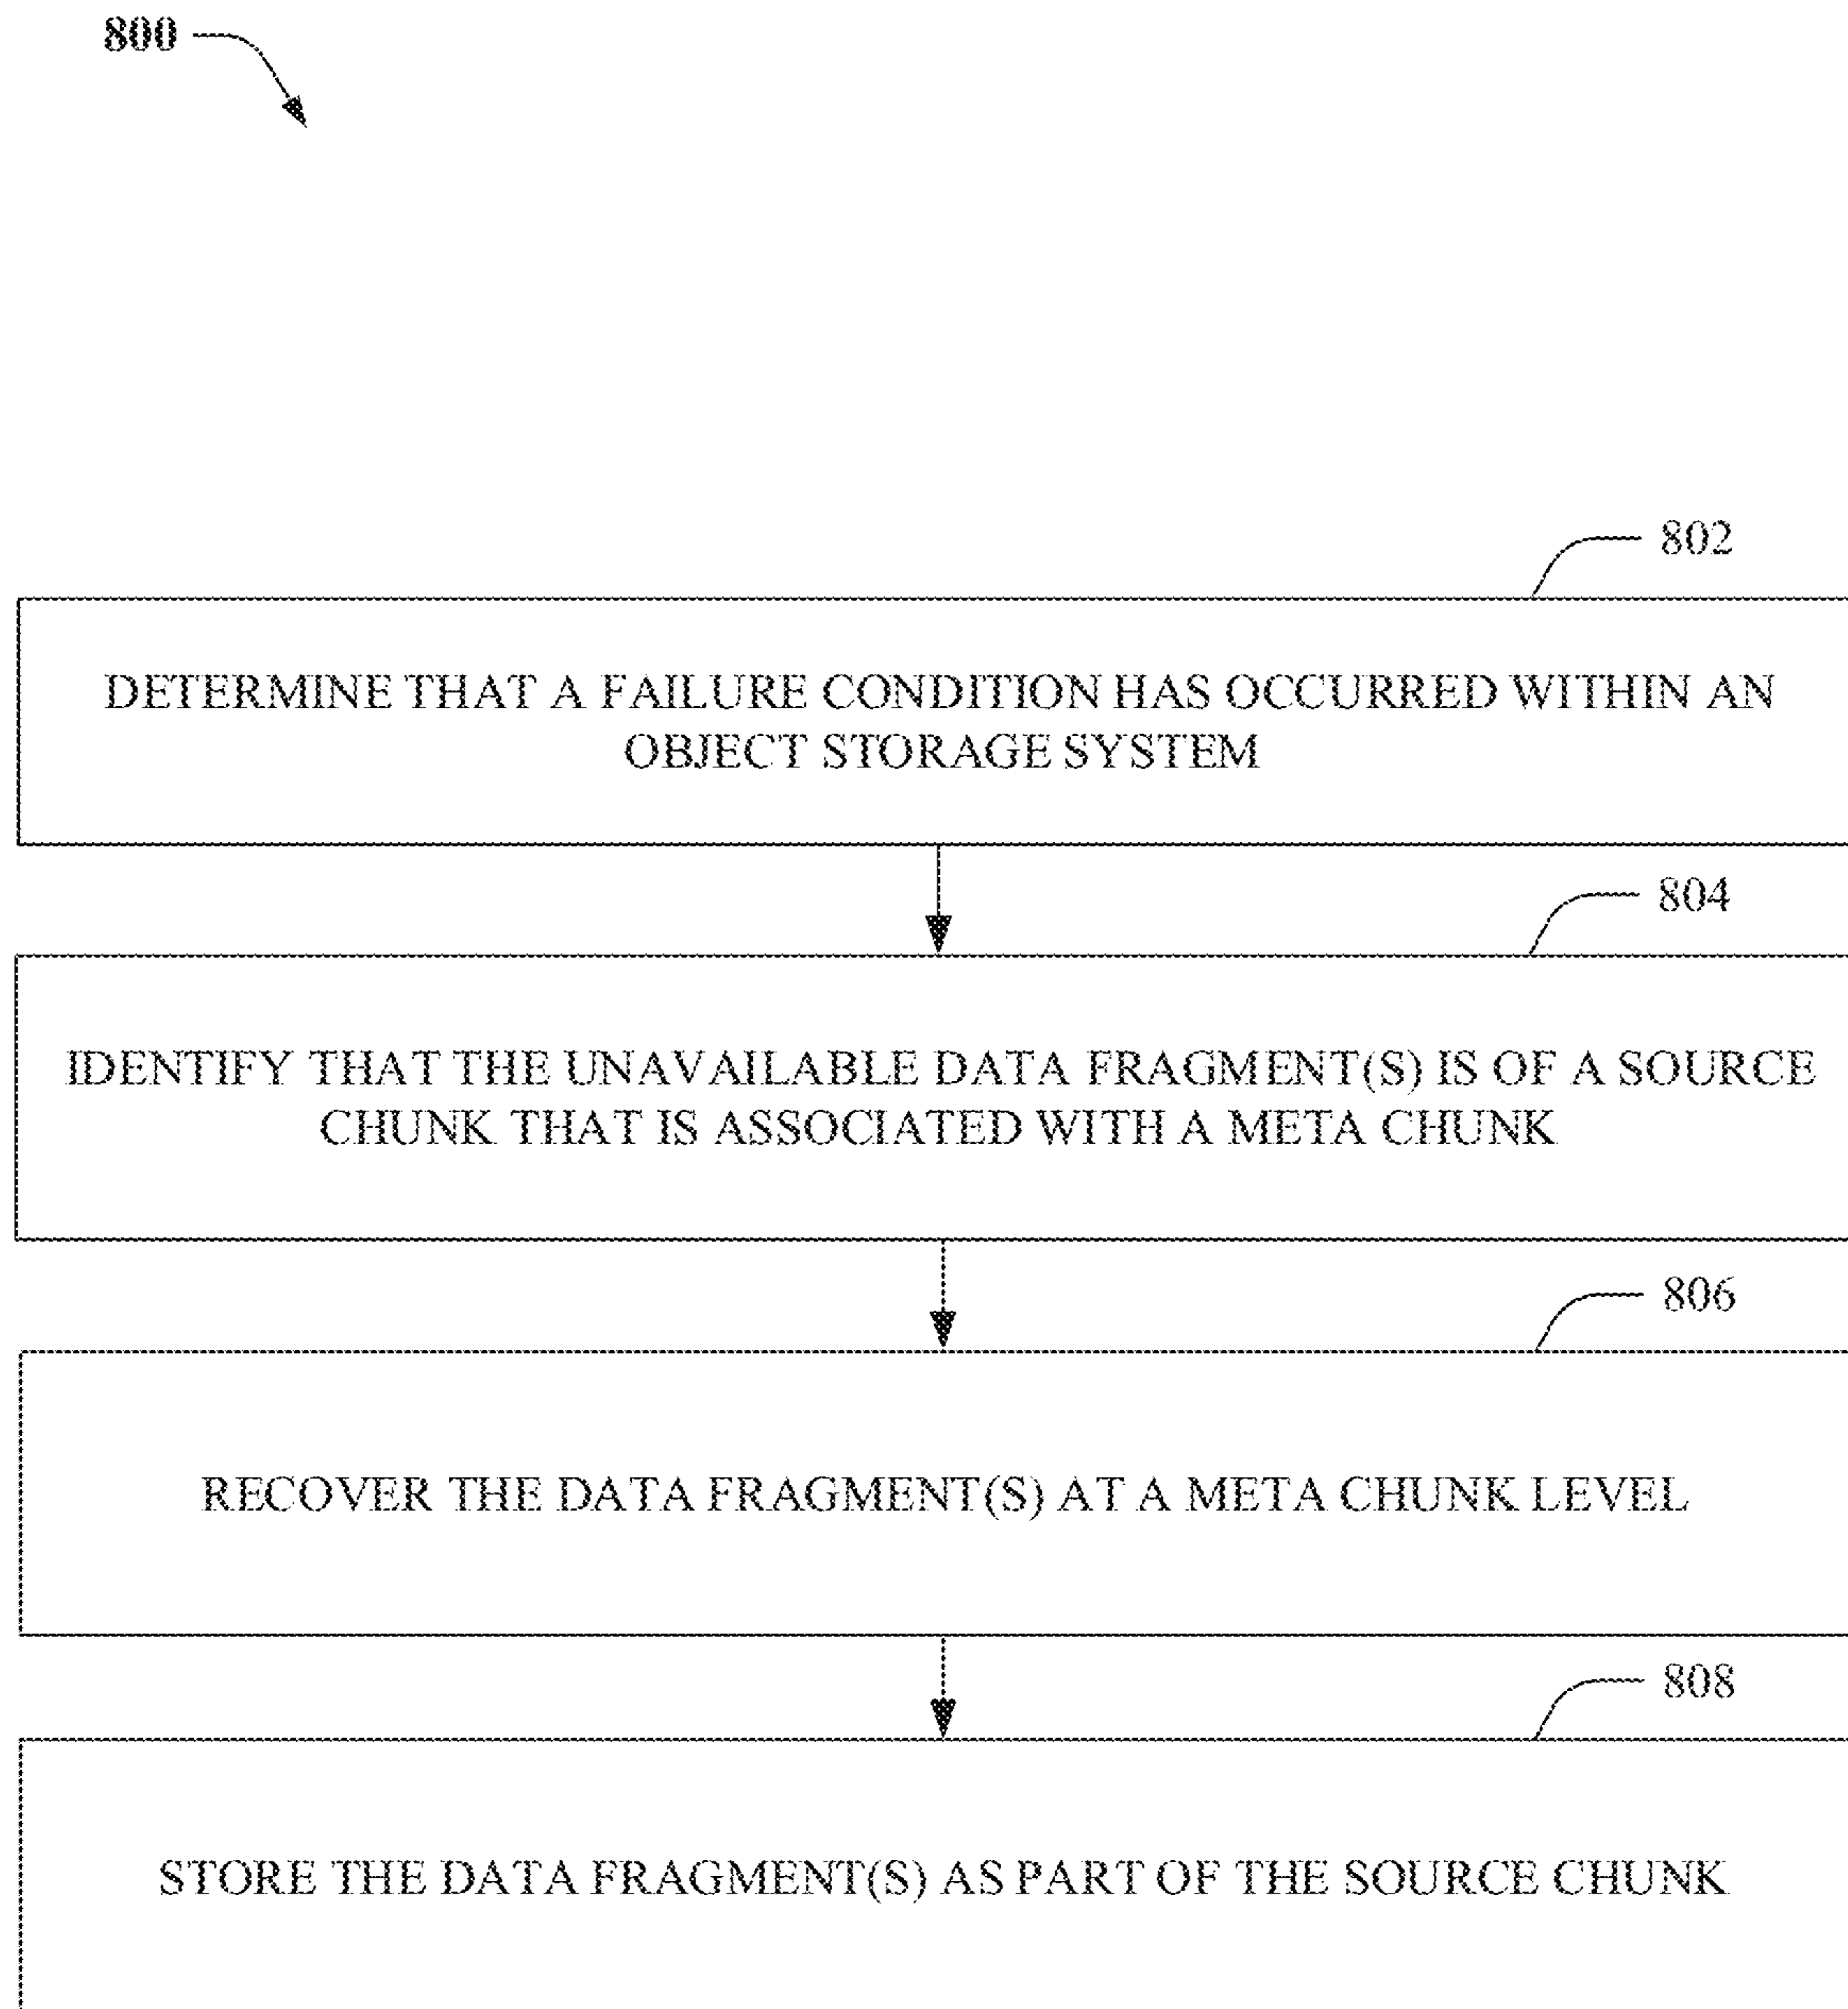 800
802
DETERMINE THAT A FAILURE CONDITION HAS OCCURRED WITHIN AN
OBJECT STORAGE SYSTEM
804
IDENTIFY THAT THE UNAVAILABLE DATA FRAGMENT(S) IS OF A SOURCE
CHUNK THAT IS ASSOCIATED WITH A META CHUNK
806
RECOVER THE DATA FRAGMENT(S) AT A META CHUNK LEVEL
808
STORE THE DATA FRAGMENT(S) AS PART OF THE SOURCE CHUNK